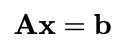 Ax = b